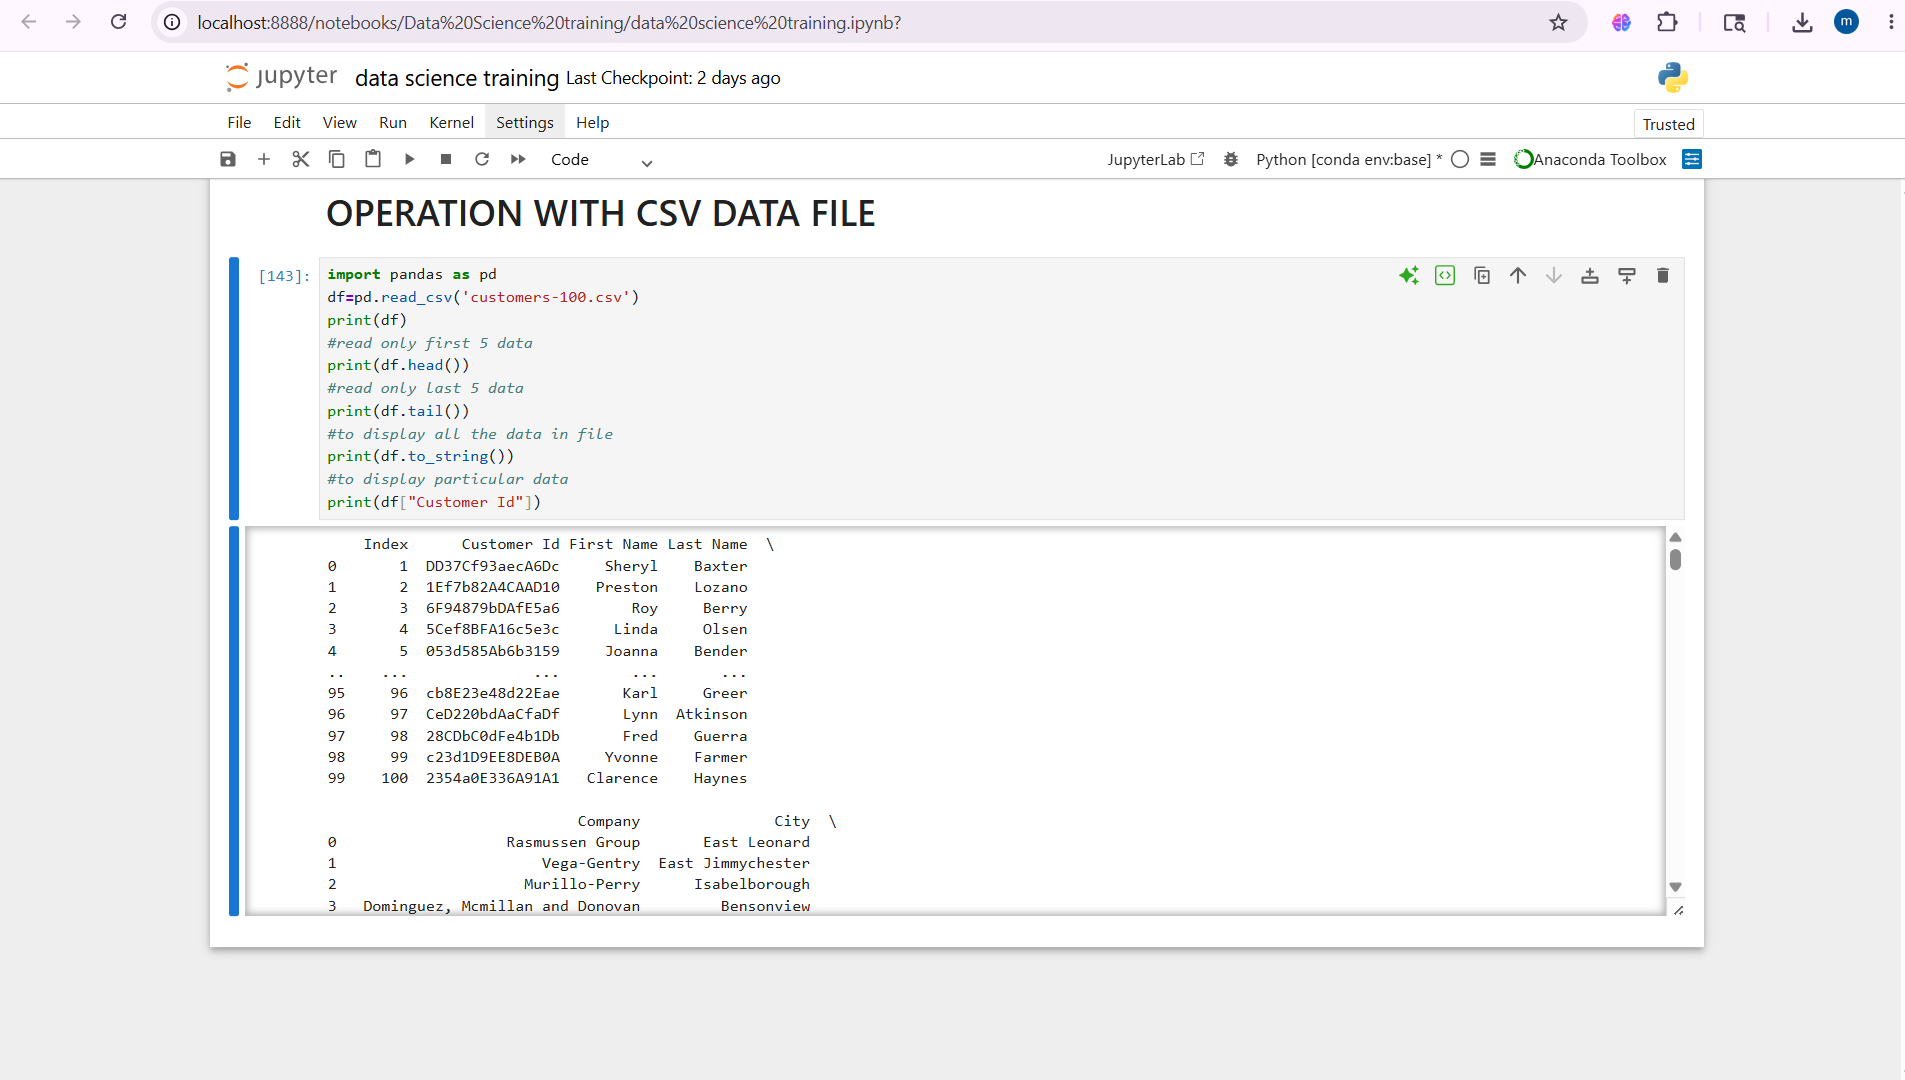 localhost:8888/notebooks/Data%20Science%20training/data%20science%20training.ipynb?
m
jupyter data science training Last Checkpoint: 2 days ago
File Edit View Run Kernel Settings Help
Trusted
Code
JupyterLab Python [conda env:base] * Anaconda Toolbox
OPERATION WITH CSV DATA FILE
[143]:
import pandas as pd
df=pd.read_csv('customers-100.csv')
print(df)
#read only first 5 data
print(df.head())
#read only last 5 data
print(df.tail())
#to display all the data in file
print(df.to_string())
#to display particular data
print(df["Customer Id"])
Index Customer Id First Name Last Name \
0 1 DD37Cf93aecA6Dc Sheryl Baxter
1 2 1Ef7b82A4CAAD10 Preston Lozano
2 3 6F94879bDAfE5a6 Roy Berry
3 4 5Cef8BFA16c5e3c Linda Olsen
4 5 053d585Ab6b3159 Joanna Bender
.. ... ... ... ...
95 96 cb8E23e48d22Eae Karl Greer
96 97 CeD220bdAaCfaDf Lynn Atkinson
97 98 28CDbC0dFe4b1Db Fred Guerra
98 99 c23d1D9EE8DEB0A Yvonne Farmer
99 100 2354a0E336A91A1 Clarence Haynes
Company City \
0 Rasmussen Group East Leonard
1 Vega-Gentry East Jimmychester
2 Murillo-Perry Isabelborough
3 Dominguez, Mcmillan and Donovan Bensonview